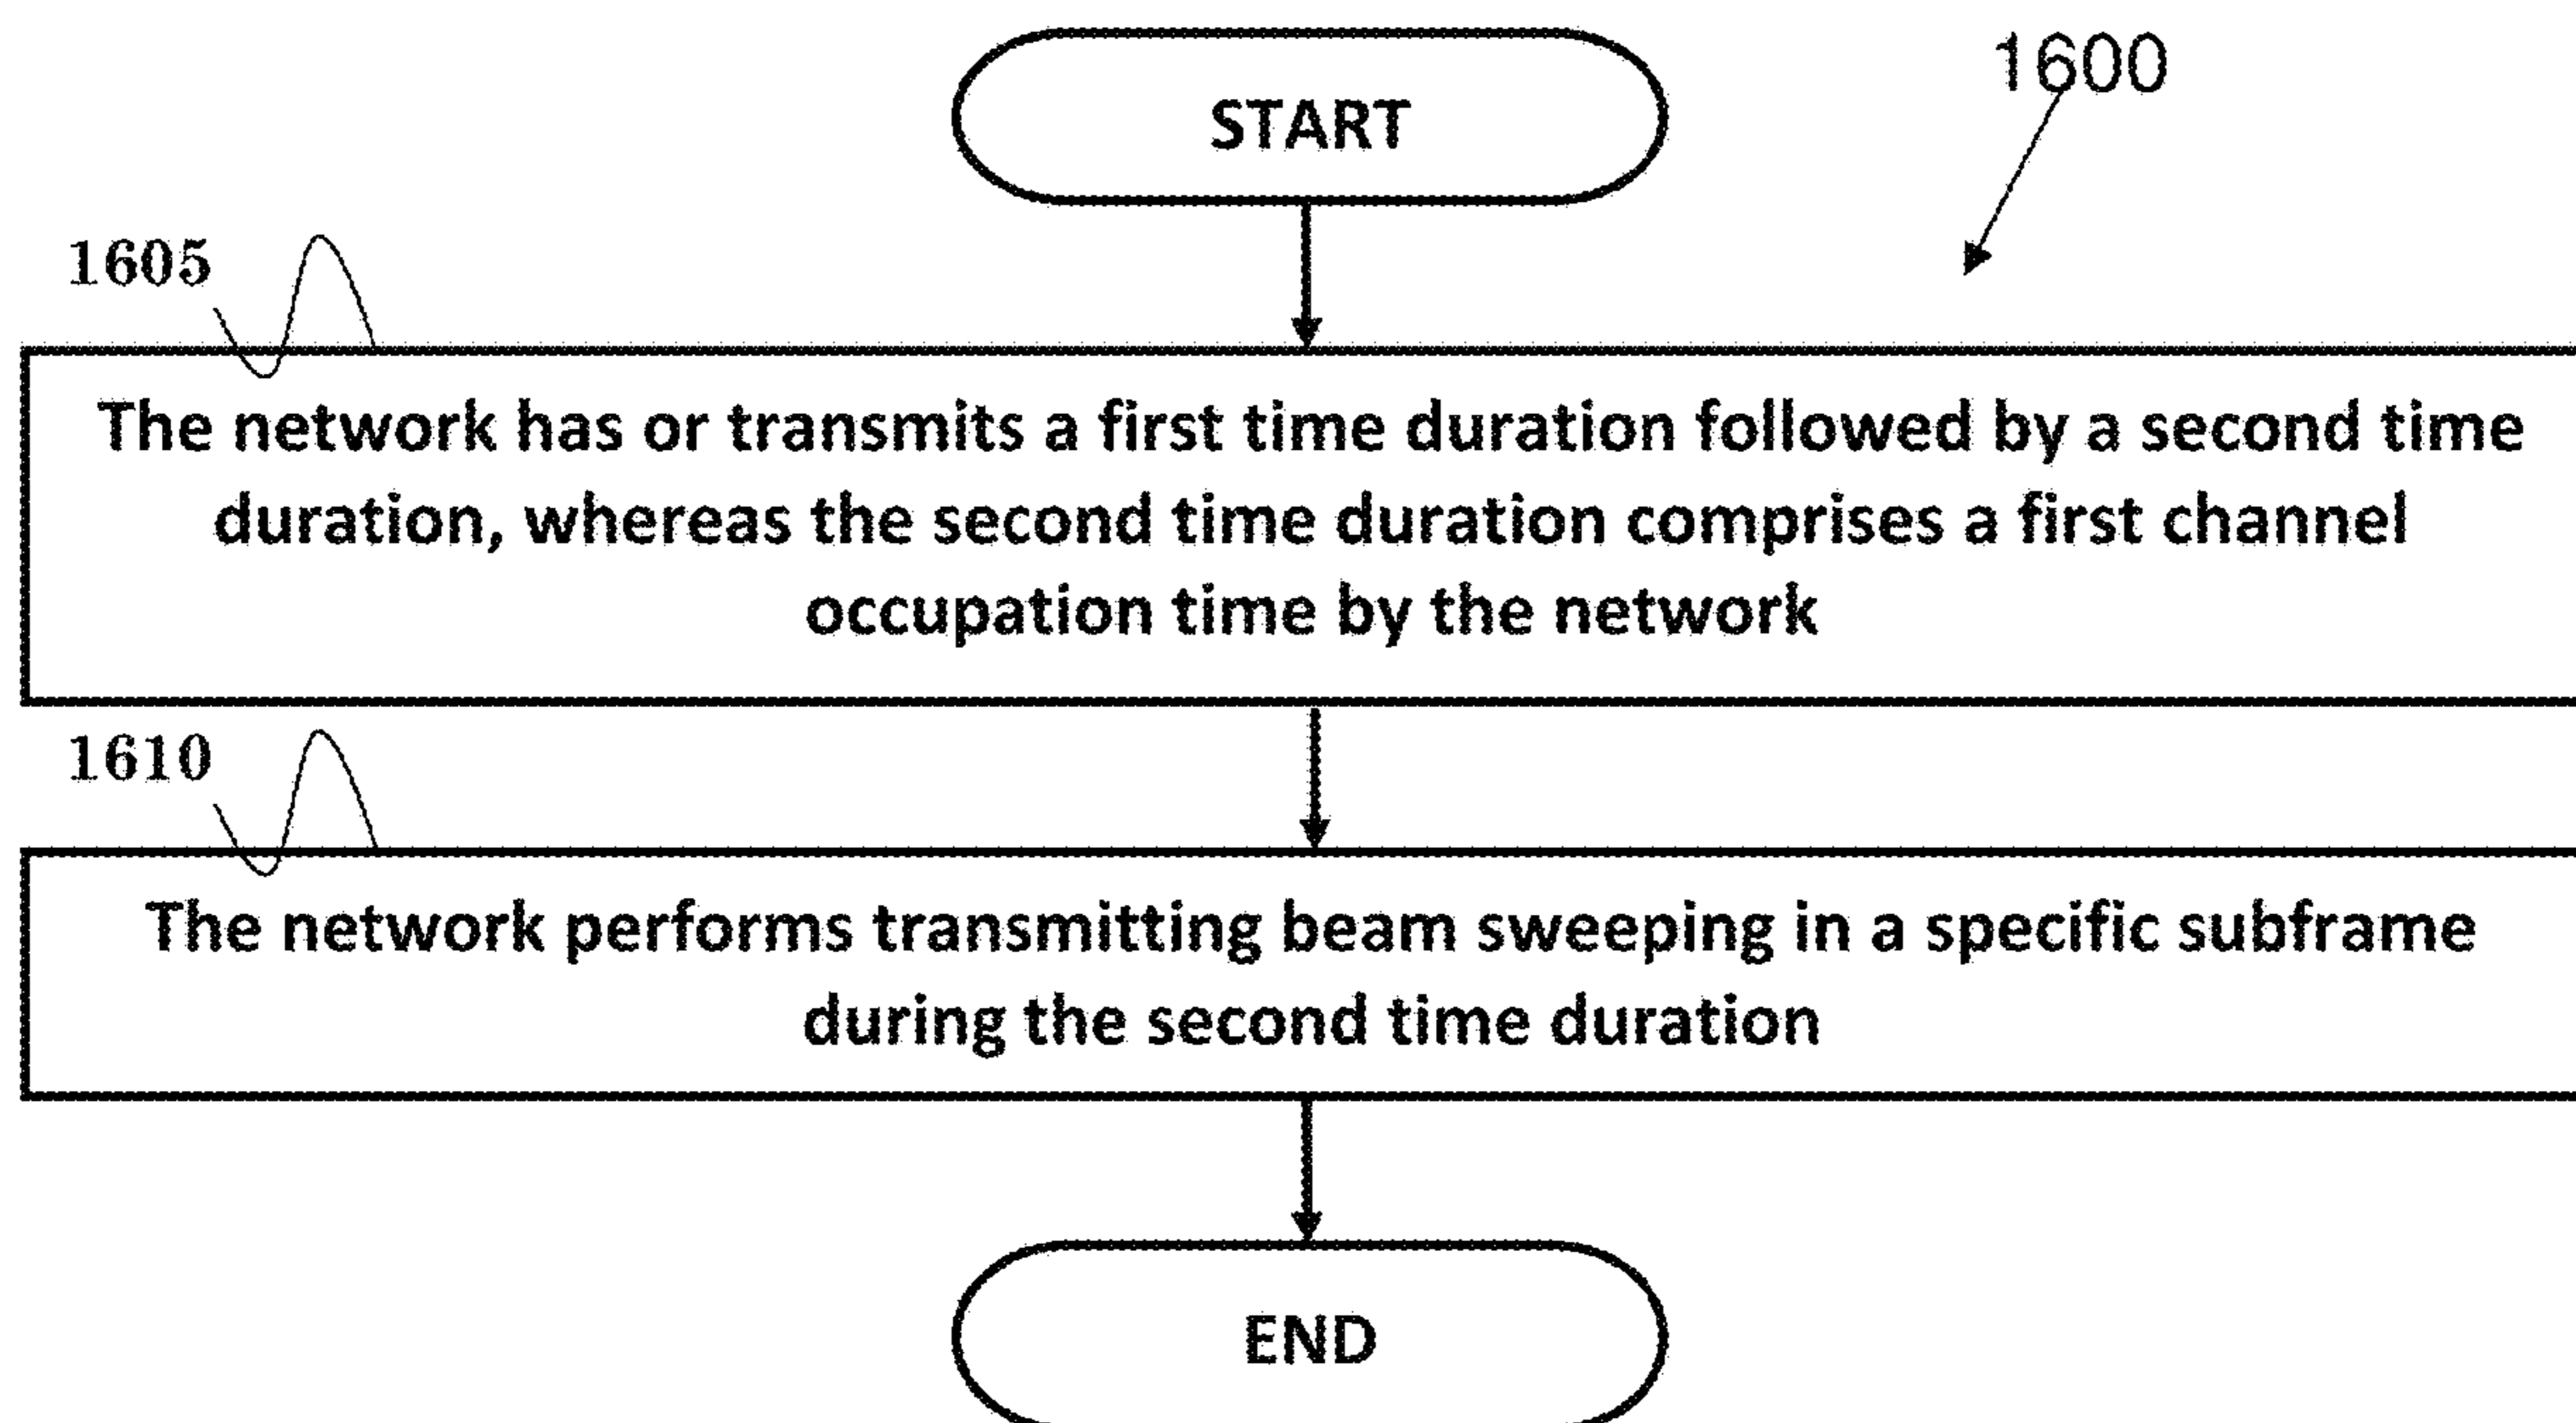 START
1600
1605
The network has or transmits a first time duration followed by a second time
duration, whereas the second time duration comprises a first channel
occupation time by the network
1610
The network performs transmitting beam sweeping in a specific subframe
during the second time duration
END